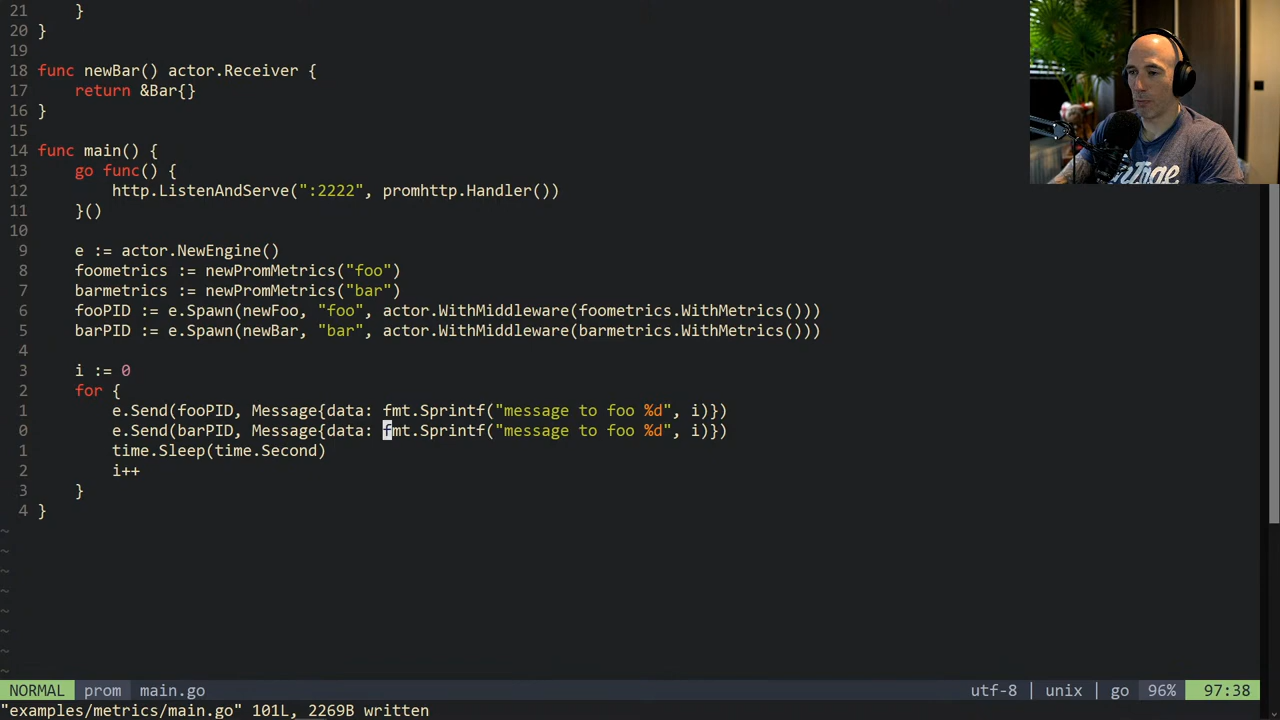 21      }
20  }
19
18  func newBar() actor.Receiver {
17      return &Bar{}
16  }
15
14  func main() {
13      go func() {
12          http.ListenAndServe(":2222", promhttp.Handler())
11      }()
10
9      e := actor.NewEngine()
8      foometrics := newPromMetrics("foo")
7      barmetrics := newPromMetrics("bar")
6      fooPID := e.Spawn(newFoo, "foo", actor.WithMiddleware(foometrics.WithMetrics()))
5      barPID := e.Spawn(newBar, "bar", actor.WithMiddleware(barmetrics.WithMetrics()))
4
3      i := 0
2      for {
1          e.Send(fooPID, Message{data: fmt.Sprintf("message to foo %d", i)})
0          e.Send(barPID, Message{data: fmt.Sprintf("message to foo %d", i)})
1          time.Sleep(time.Second)
2          i++
3      }
4  }
~
~
~
~
~
~
~
~
NORMAL prom main.go utf-8 | unix | go 96% 97:38
"examples/metrics/main.go" 101L, 2269B written